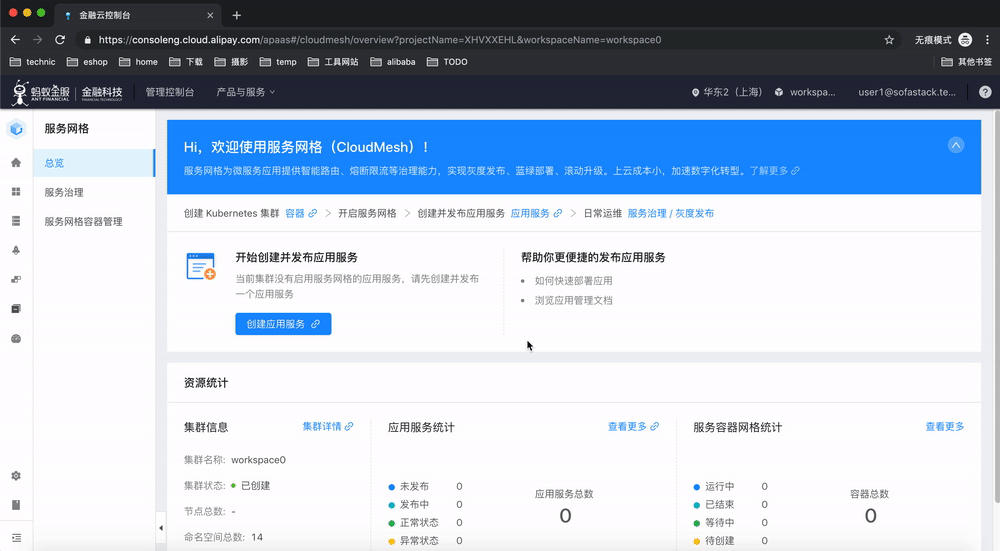 金融云控制台
https://consoleng.cloud.alipay.com/apaas#/cloudmesh/overview?projectName=XHVXXEHL&workspaceName=workspace0
无痕模式
technic eshop home 下载 摄影 temp 工具网站 alibaba TODO 其他书签
蚂蚁金服 ANT FINANCIAL 金融科技 FINANCIAL TECHNOLOGY 管理控制台 产品与服务 华东2（上海） workspa... user1@sofastack.te...
服务网格
总览
服务治理
服务网格容器管理
Hi，欢迎使用服务网格（CloudMesh）！
服务网格为微服务应用提供智能路由、熔断限流等治理能力，实现灰度发布、蓝绿部署、滚动升级。上云成本小，加速数字化转型。了解更多
创建 Kubernetes 集群 容器 > 开启服务网格 > 创建并发布应用服务 应用服务 > 日常运维 服务治理 / 灰度发布
开始创建并发布应用服务
当前集群没有启用服务网格的应用服务，请先创建并发布
一个应用服务
创建应用服务
帮助你更便捷的发布应用服务
如何快速部署应用
浏览应用管理文档
资源统计
集群信息 集群详情
集群名称: workspace0
集群状态: 已创建
节点总数: -
命名空间总数: 14
应用服务统计 查看更多
未发布 0
发布中 0
正常状态 0
异常状态 0
应用服务总数
0
服务容器网格统计 查看更多
运行中 0
已结束 0
等待中 0
待创建 0
容器总数
0